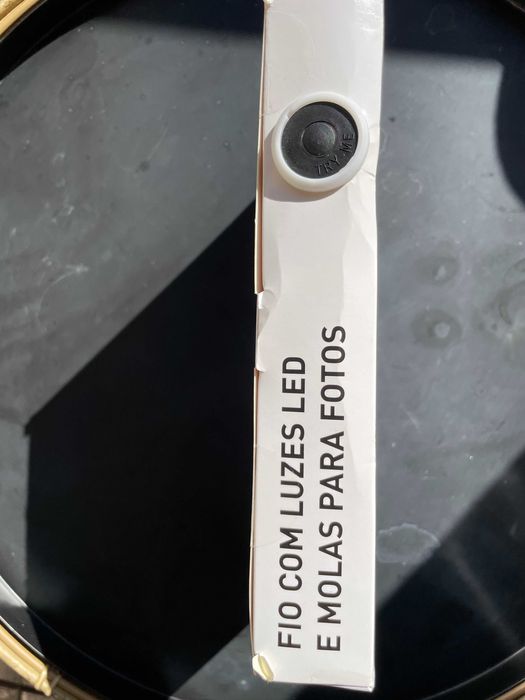 TRY ME
FIO COM LUZES LED
E MOLAS PARA FOTOS